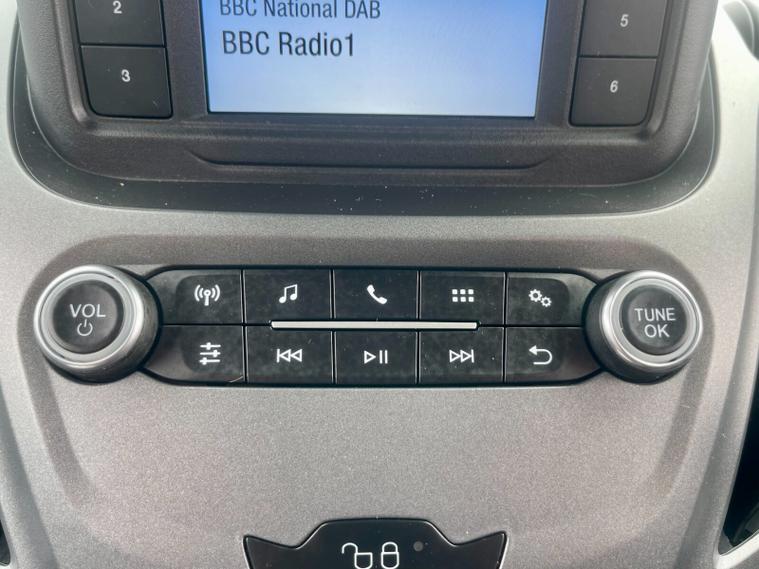 2
BBC National DAB
5
BBC Radio1
3
6
VOL
TUNE
OK